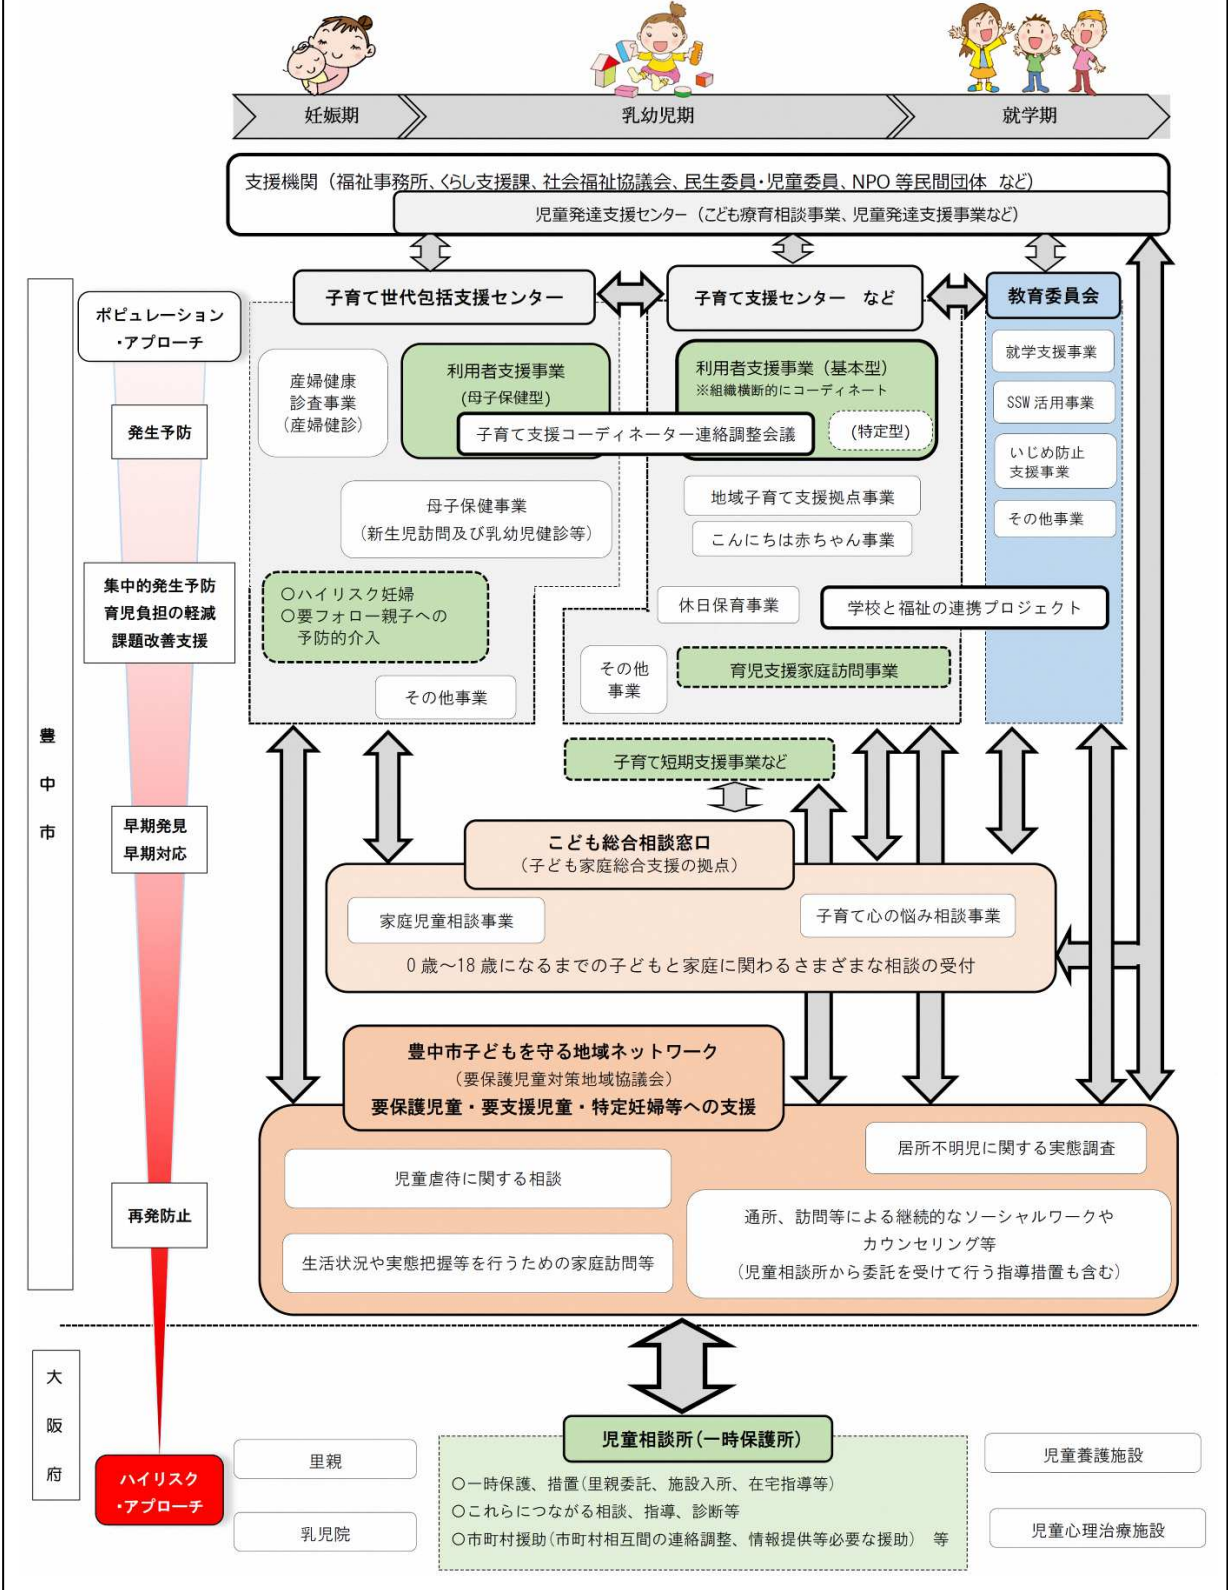 妊娠期
乳幼児期
就学期
支援機関（福祉事務所、くらし支援課、社会福祉協議会、民生委員・児童委員、NPO 等民間団体 など）
児童発達支援センター（こども療育相談事業、児童発達支援事業など）
豊中市
ポピュレーション
・アプローチ
子育て世代包括支援センター
子育て支援センター など
教育委員会
発生予防
産婦健康
診査事業
（産婦健診）
利用者支援事業
（母子保健型）
利用者支援事業（基本型）
※組織横断的にコーディネート
（特定型）
子育て支援コーディネーター連絡調整会議
就学支援事業
SSW 活用事業
いじめ防止
支援事業
その他事業
母子保健事業
（新生児訪問及び乳幼児健診等）
地域子育て支援拠点事業
こんにちは赤ちゃん事業
集中的発生予防
育児負担の軽減
課題改善支援
○ハイリスク妊婦
○要フォロー親子への
予防的介入
休日保育事業
学校と福祉の連携プロジェクト
その他
事業
育児支援家庭訪問事業
その他事業
子育て短期支援事業など
早期発見
早期対応
こども総合相談窓口
（子ども家庭総合支援の拠点）
家庭児童相談事業
子育て心の悩み相談事業
0 歳～18 歳になるまでの子どもと家庭に関わるさまざまな相談の受付
豊中市子どもを守る地域ネットワーク
（要保護児童対策地域協議会）
要保護児童・要支援児童・特定妊婦等への支援
居所不明児に関する実態調査
児童虐待に関する相談
再発防止
通所、訪問等による継続的なソーシャルワークや
カウンセリング等
（児童相談所から委託を受けて行う指導措置も含む）
生活状況や実態把握等を行うための家庭訪問等
大阪府
ハイリスク
・アプローチ
里親
乳児院
児童相談所（一時保護所）
○一時保護、措置（里親委託、施設入所、在宅指導等）
○これらにつながる相談、指導、診断等
○市町村援助（市町村相互間の連絡調整、情報提供等必要な援助） 等
児童養護施設
児童心理治療施設